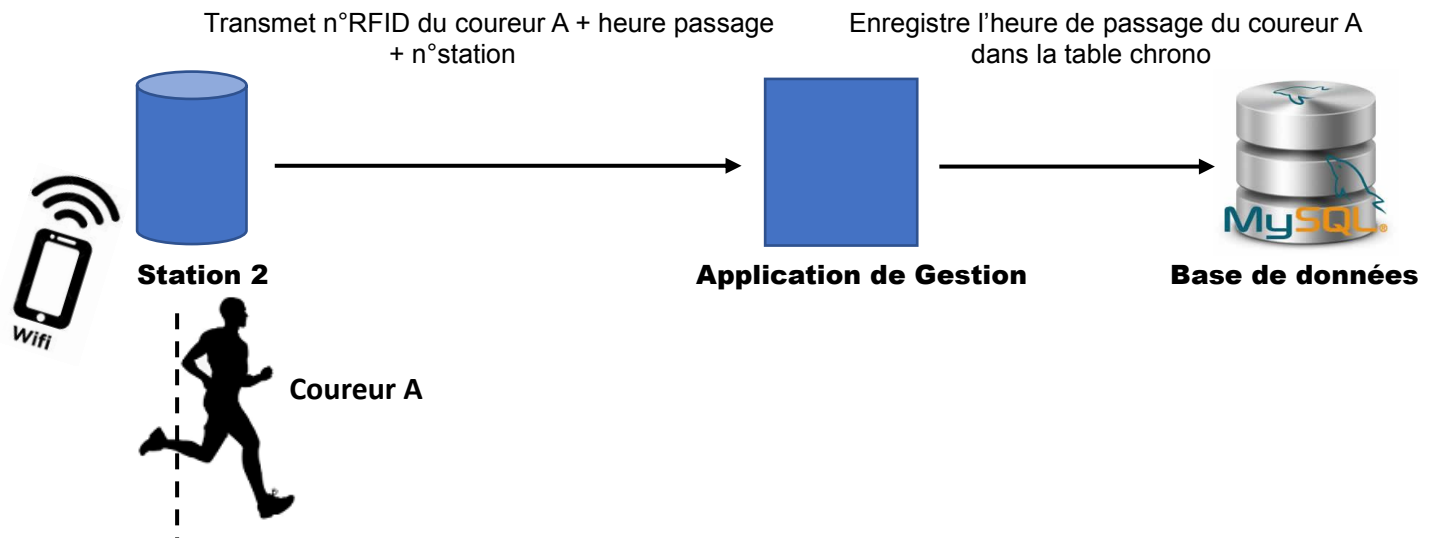 Transmet n°RFID du coureur A + heure passage
+ n°station
Enregistre l'heure de passage du coureur A
dans la table chrono
Wifi
MySQL
Station 2
Application de Gestion
Base de données
Coureur A